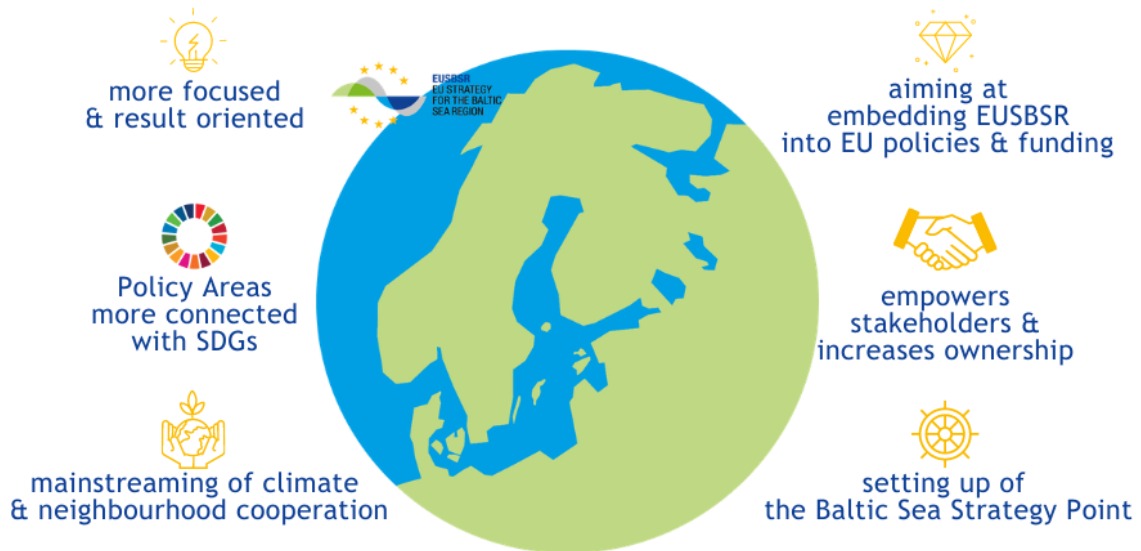 more focused
& result oriented
EUSBSR
EU STRATEGY
FOR THE BALTIC
SEA REGION
aiming at
embedding EUSBSR
into EU policies & funding
Policy Areas
more connected
with SDGs
empowers
stakeholders &
increases ownership
mainstreaming of climate
& neighbourhood cooperation
setting up of
the Baltic Sea Strategy Point